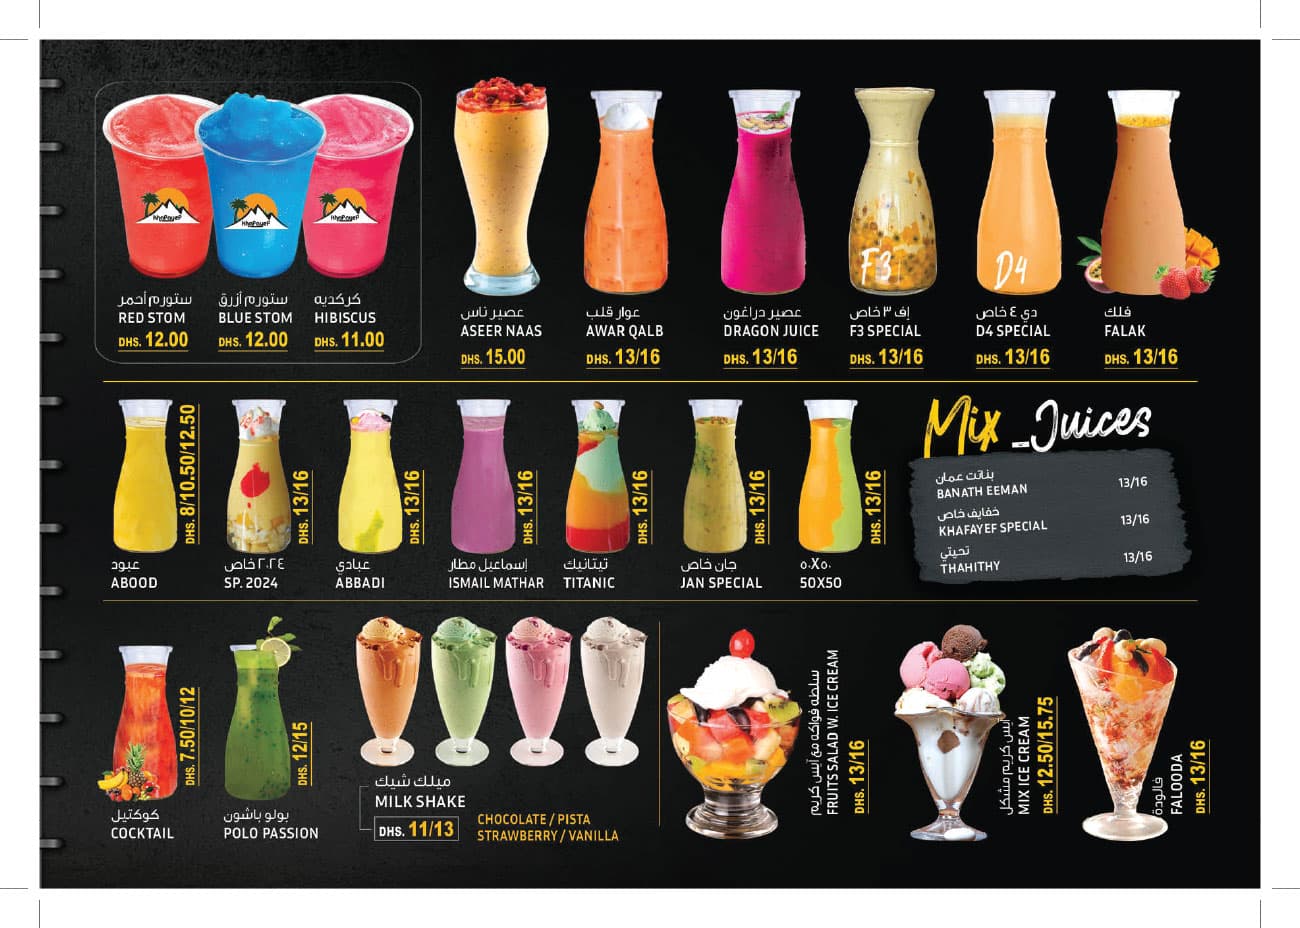 KhaPayeF
KhaPayeF
KhaPayeF
ستورم أحمر
RED STOM
DHS. 12.00
ستورم أزرق
BLUE STOM
DHS. 12.00
كركديه
HIBISCUS
DHS. 11.00
عصير ناس
ASEER NAAS
DHS. 15.00
عوار قلب
AWAR QALB
DHS. 13/16
عصير دراغون
DRAGON JUICE
DHS. 13/16
F3
إف ٣ خاص
F3 SPECIAL
DHS. 13/16
D4
دي ٤ خاص
D4 SPECIAL
DHS. 13/16
فلك
FALAK
DHS. 13/16
عبود
ABOOD
DHS. 8/10.50/12.50
٢٠٢٤ خاص
SP. 2024
DHS. 13/16
عبادي
ABBADI
DHS. 13/16
إسماعيل مطار
ISMAIL MATHAR
تيتانيك
TITANIC
DHS. 13/16
جان خاص
JAN SPECIAL
DHS. 13/16
٥٠X٥٠
50X50
DHS. 13/16
DHS. 13/16
Mix - Juices
بناتت عمان
BANATH EEMAN 13/16
خفايف خاص
KHAFAYEF SPECIAL 13/16
تحيتي
THAHITHY 13/16
كوكتيل
COCKTAIL
DHS. 7.50/10/12
بولو باشون
POLO PASSION
DHS. 12/15
ميلك شيك
MILK SHAKE
DHS. 11/13
CHOCOLATE / PISTA
STRAWBERRY / VANILLA
سلطه فواكه مع آيس كريم
FRUITS SALAD W. ICE CREAM
DHS. 13/16
آيس كريم مشكل
MIX ICE CREAM
DHS. 12.50/15.75
فالودة
FALOODA
DHS. 13/16